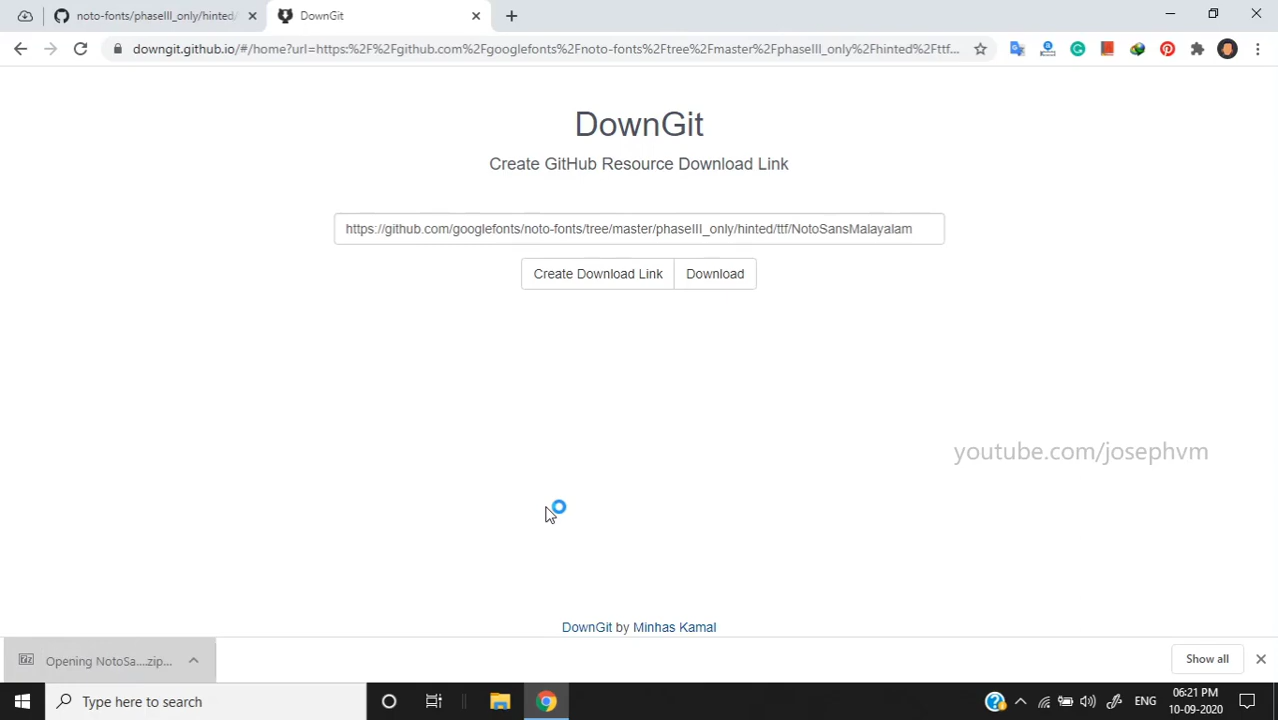 noto-fonts/phaseIII_only/hinted/
DownGit
downgit.github.io/#/home?url=https:%2F%2Fgithub.com%2Fgooglefonts%2Fnoto-fonts%2Ftree%2Fmaster%2FphaseIII_only%2Fhinted%2Fttf%...
DownGit
Create GitHub Resource Download Link
https://github.com/googlefonts/noto-fonts/tree/master/phaseIII_only/hinted/ttf/NotoSansMalayalam
Create Download Link
Download
youtube.com/josephvm
DownGit by Minhas Kamal
Opening NotoSa....zip...
Show all
Type here to search
ENG
06:21 PM
10-09-2020